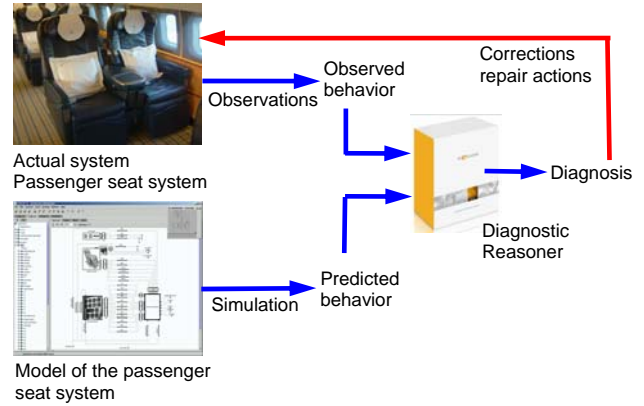 Corrections
repair actions
Observed
behavior
Observations
Actual system
Passenger seat system
Diagnosis
Diagnostic
Reasoner
Predicted
behavior
Simulation
Model of the passenger
seat system